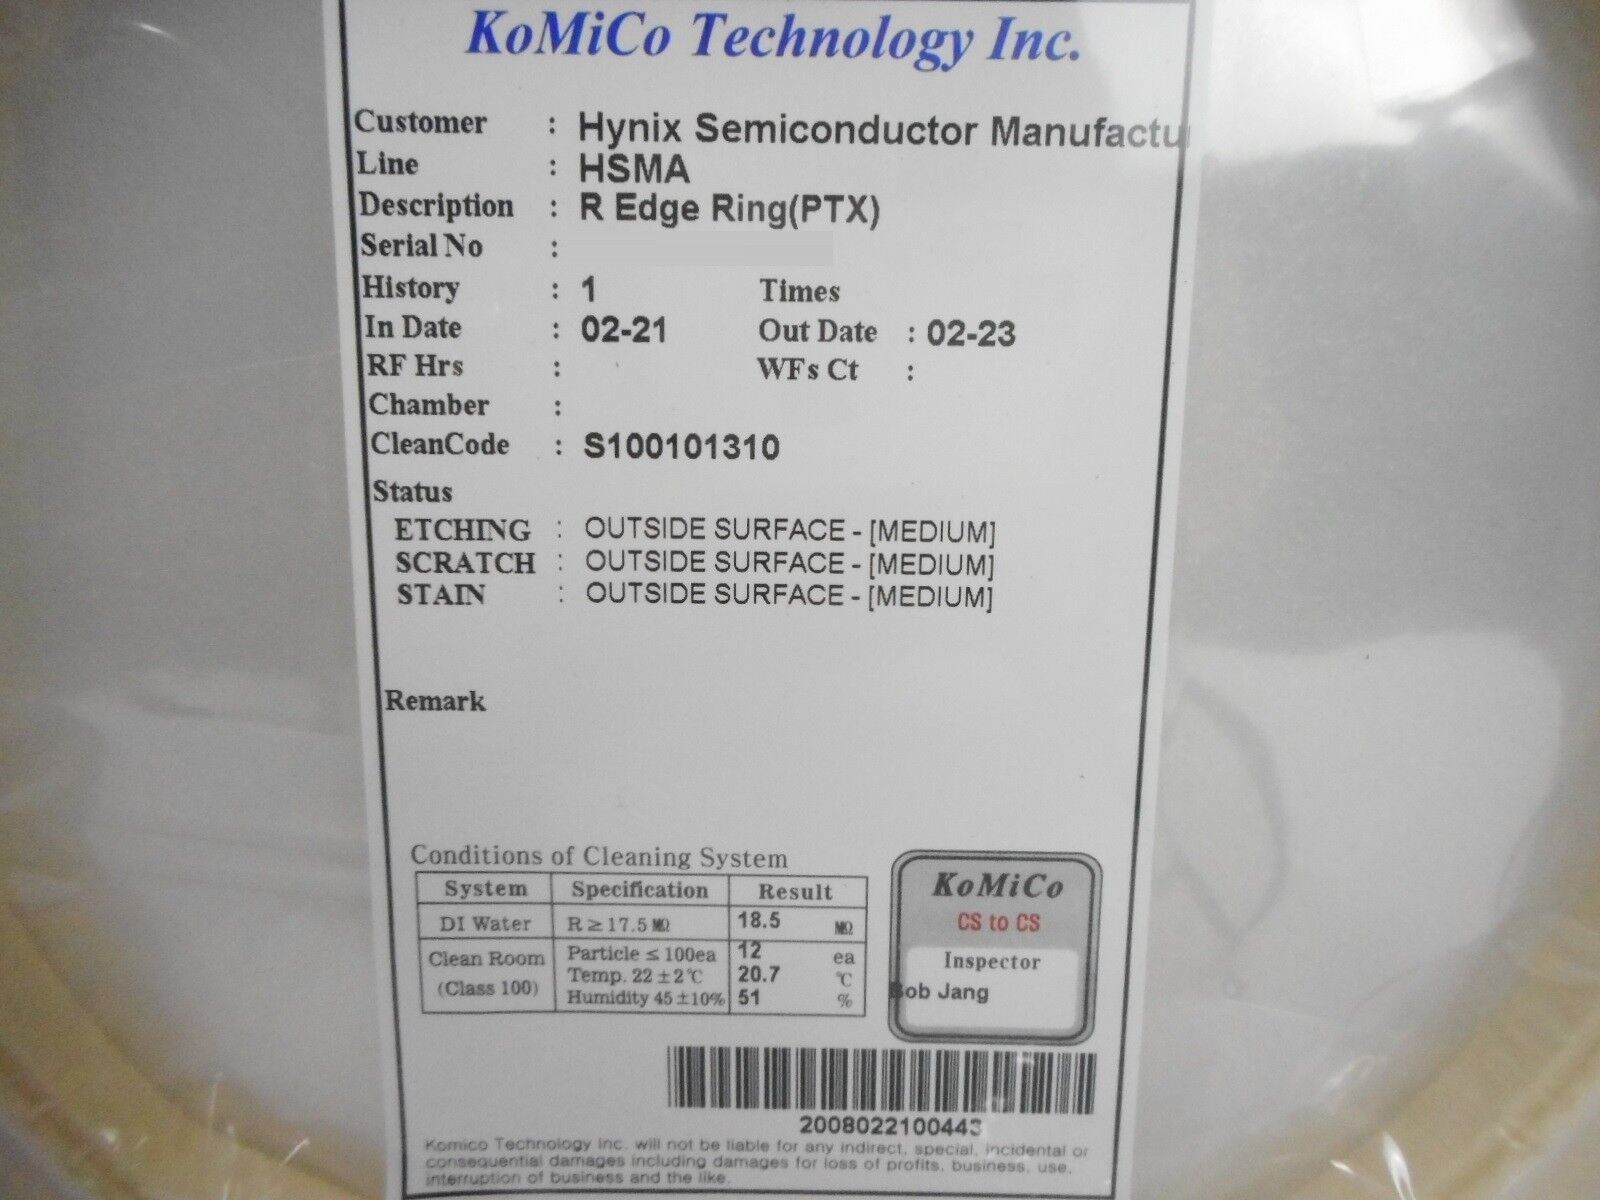 KoMiCo Technology Inc.
Customer : Hynix Semiconductor Manufactu
Line : HSMA
Description : R Edge Ring(PTX)
Serial No :
History : 1 Times
In Date : 02-21 Out Date : 02-23
RF Hrs : WFs Ct :
Chamber :
CleanCode : S100101310
Status
ETCHING : OUTSIDE SURFACE - [MEDIUM]
SCRATCH : OUTSIDE SURFACE - [MEDIUM]
STAIN : OUTSIDE SURFACE - [MEDIUM]
Remark
Conditions of Cleaning System
System Specification Result
DI Water R ≥ 17.5 MΩ 18.5 MΩ
Clean Room (Class 100) Particle ≤ 100ea 12 ea
Temp. 22 ± 2℃ 20.7 ℃
Humidity 45 ± 10% 51 %
KoMiCo
CS to CS
Inspector
Bob Jang
2008022100443
Komico Technology Inc. will not be liable for any indirect, special, incidental or
consequential damages including damages for loss of profits, business, use,
interruption of business and the like.